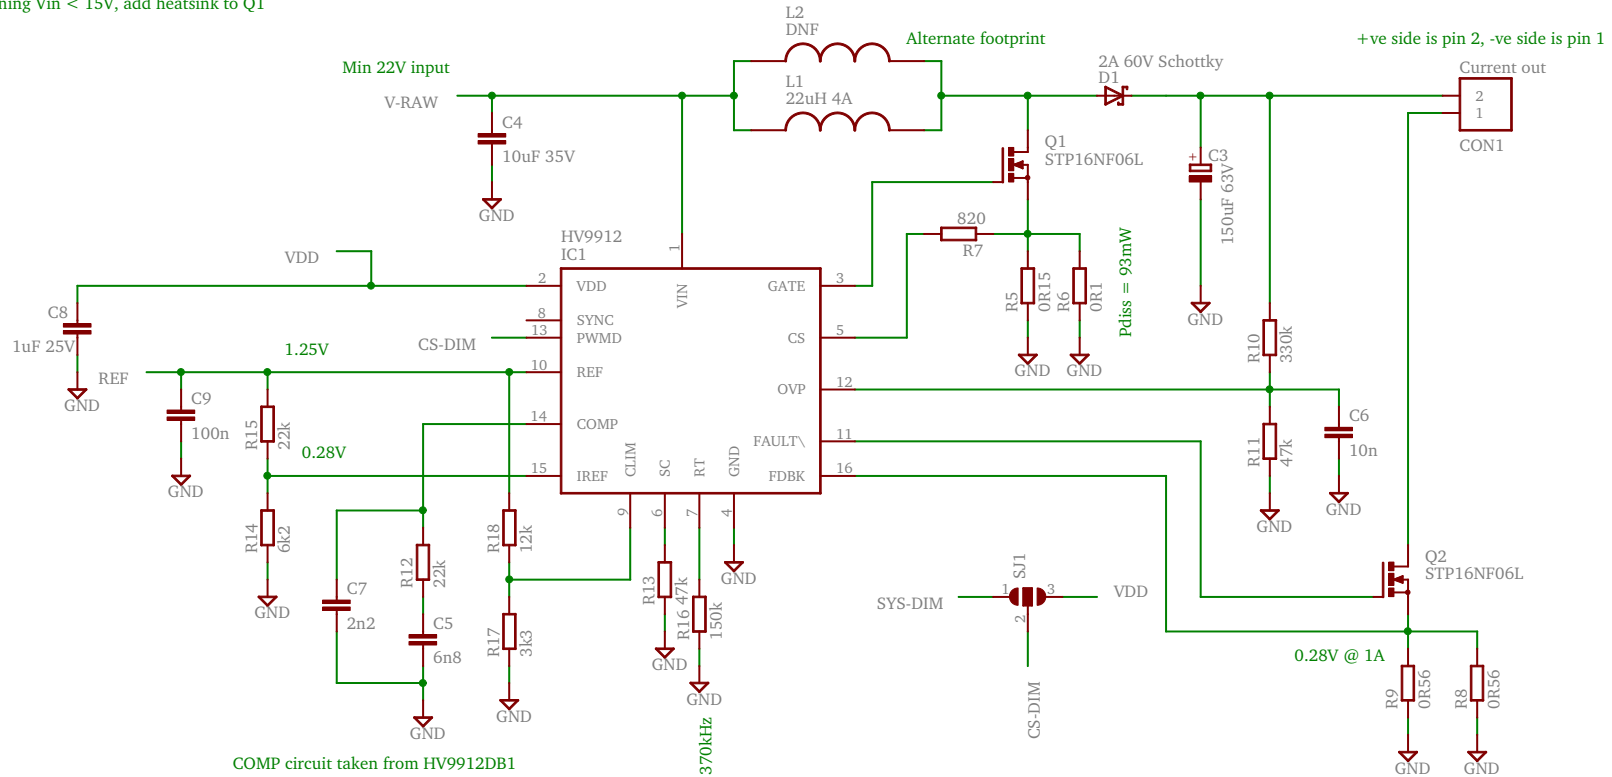 ning Vin < 15V, add heatsink to Q1
L2
DNF
Alternate footprint
+ve side is pin 2, -ve side is pin 1
Min 22V input
2A 60V Schottky
D1
Current out
V-RAW
L1
22uH 4A
2
1
CON1
C4
10uF 35V
GND
Q1
STP16NF06L
+
C3
150uF 63V
GND
HV9912
IC1
VDD
820
R7
R5
0R15
R6
0R1
Pdiss = 93mW
GND
GND
C8
1uF 25V
GND
1
VIN
2
VDD
8
SYNC
13
PWMD
CS-DIM
10
REF
14
COMP
15
IREF
3
GATE
5
CS
12
OVP
11
FAULT\
16
FDBK
CLIM
SC
RT
GND
9
6
7
4
1.25V
REF
C9
100n
GND
R15
22k
0.28V
R14
6k2
GND
R10
330k
R11
47k
GND
C6
10n
GND
C7
2n2
R12
22k
C5
6n8
GND
R18
12k
R17
3k3
GND
R13
47k
GND
R16
150k
GND
GND
370kHz
SJ1
SYS-DIM
1
3
VDD
2
CS-DIM
Q2
STP16NF06L
0.28V @ 1A
R9
0R56
R8
0R56
GND
GND
COMP circuit taken from HV9912DB1